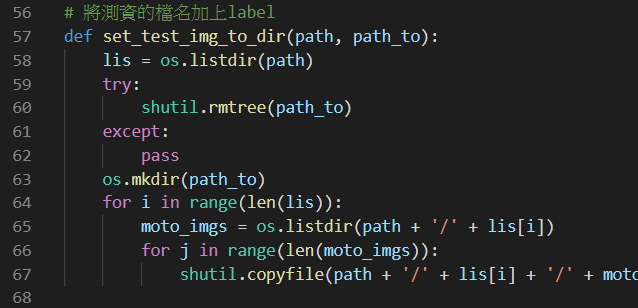 56 # 將測資的檔名加上label
57 def set_test_img_to_dir(path, path_to):
58     lis = os.listdir(path)
59     try:
60         shutil.rmtree(path_to)
61     except:
62         pass
63     os.mkdir(path_to)
64     for i in range(len(lis)):
65         moto_imgs = os.listdir(path + '/' + lis[i])
66         for j in range(len(moto_imgs)):
67             shutil.copyfile(path + '/' + lis[i] + '/' + moto
68